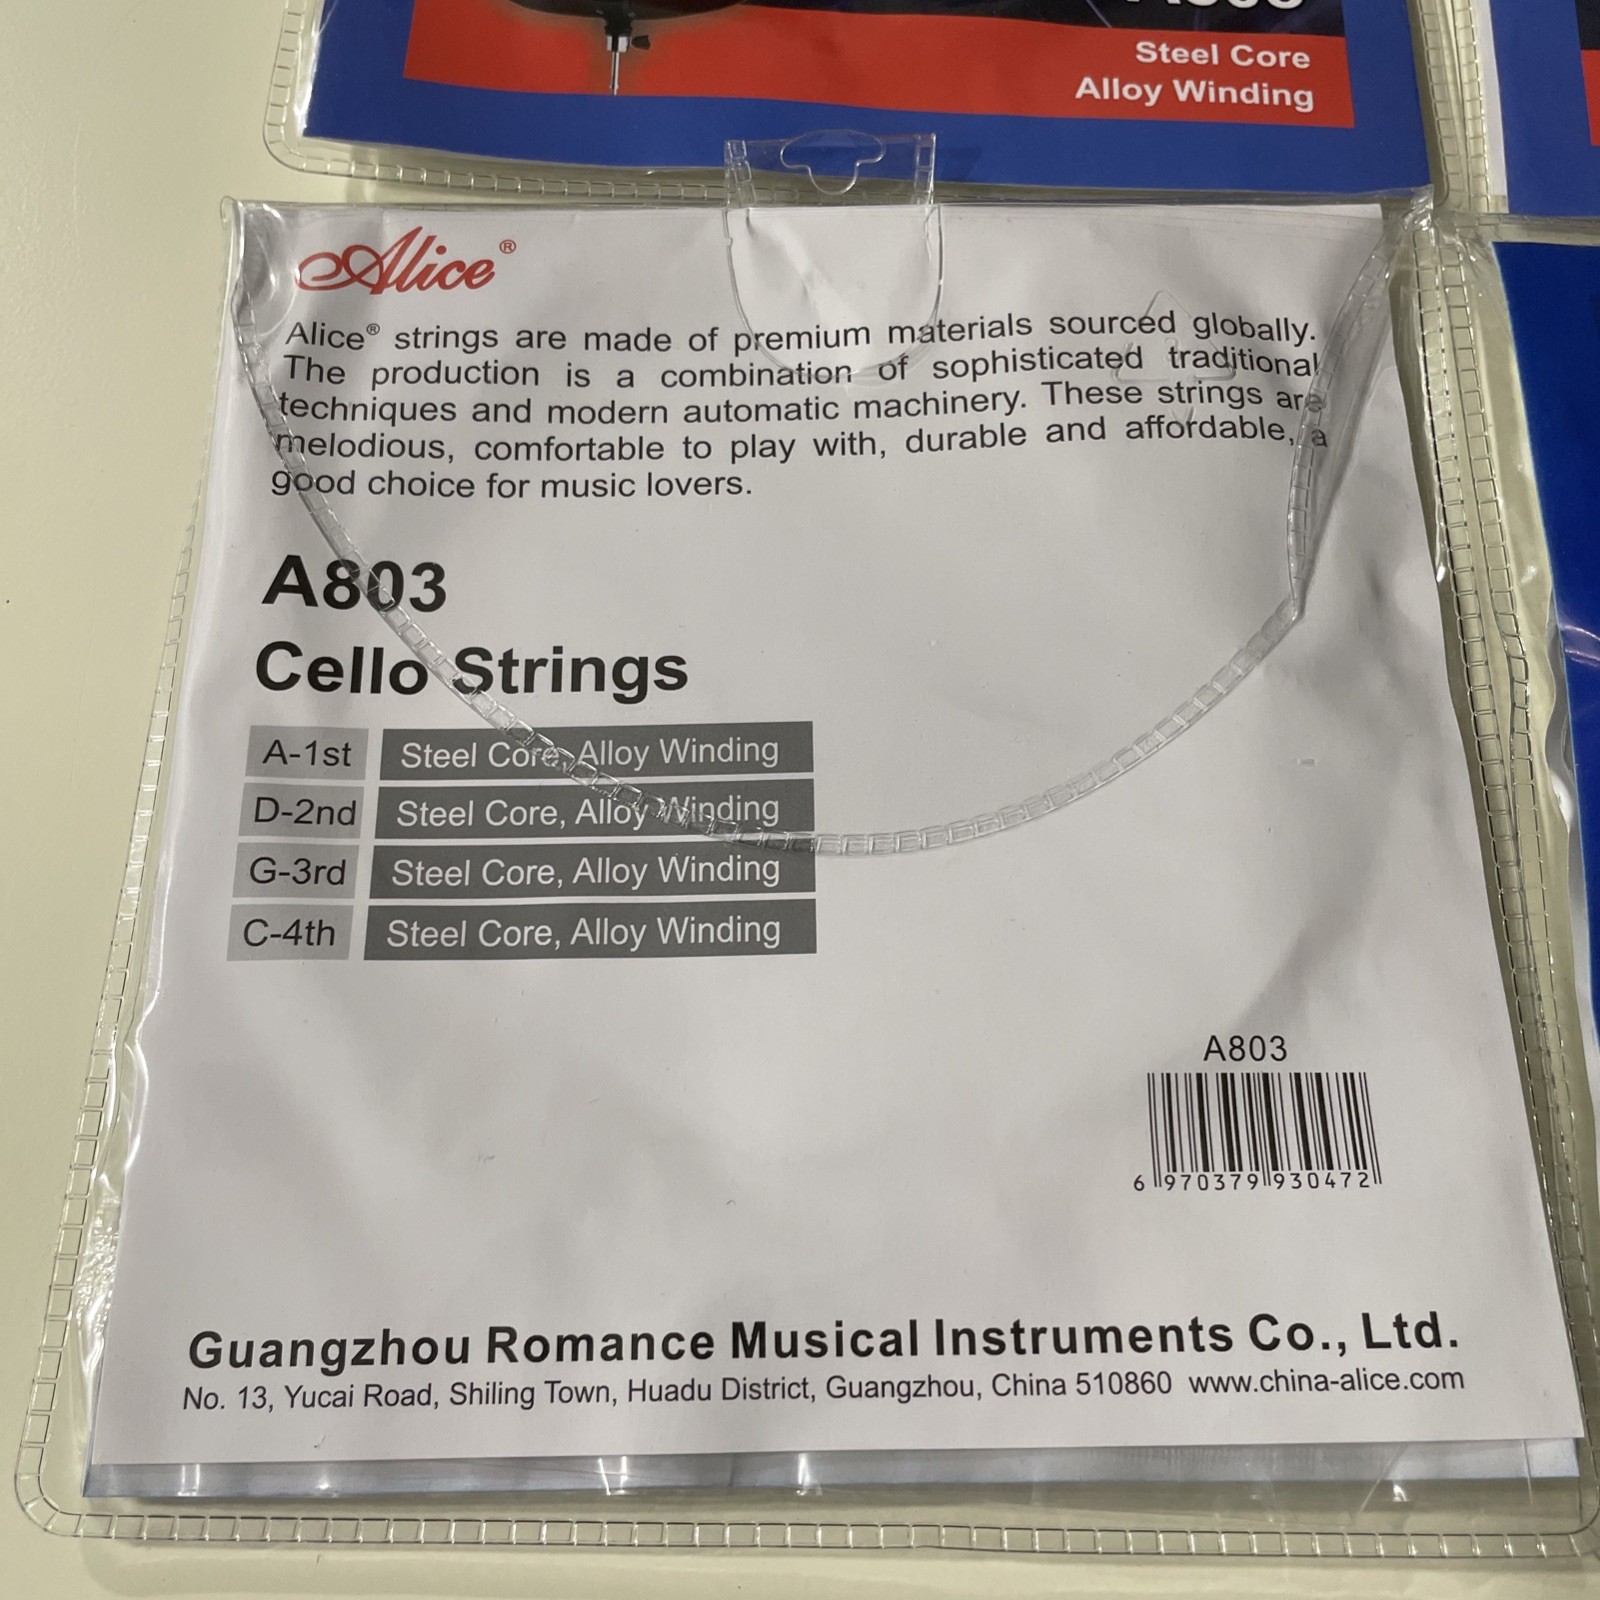 Steel Core
Alloy Winding
Alice®
Alice® strings are made of premium materials sourced globally.
The production is a combination of sophisticated traditional
techniques and modern automatic machinery. These strings are
melodious, comfortable to play with, durable and affordable, a
good choice for music lovers.
A803
Cello Strings
A-1st Steel Core, Alloy Winding
D-2nd Steel Core, Alloy Winding
G-3rd Steel Core, Alloy Winding
C-4th Steel Core, Alloy Winding
A803
6 970379 930472
Guangzhou Romance Musical Instruments Co., Ltd.
No. 13, Yucai Road, Shiling Town, Huadu District, Guangzhou, China 510860 www.china-alice.com